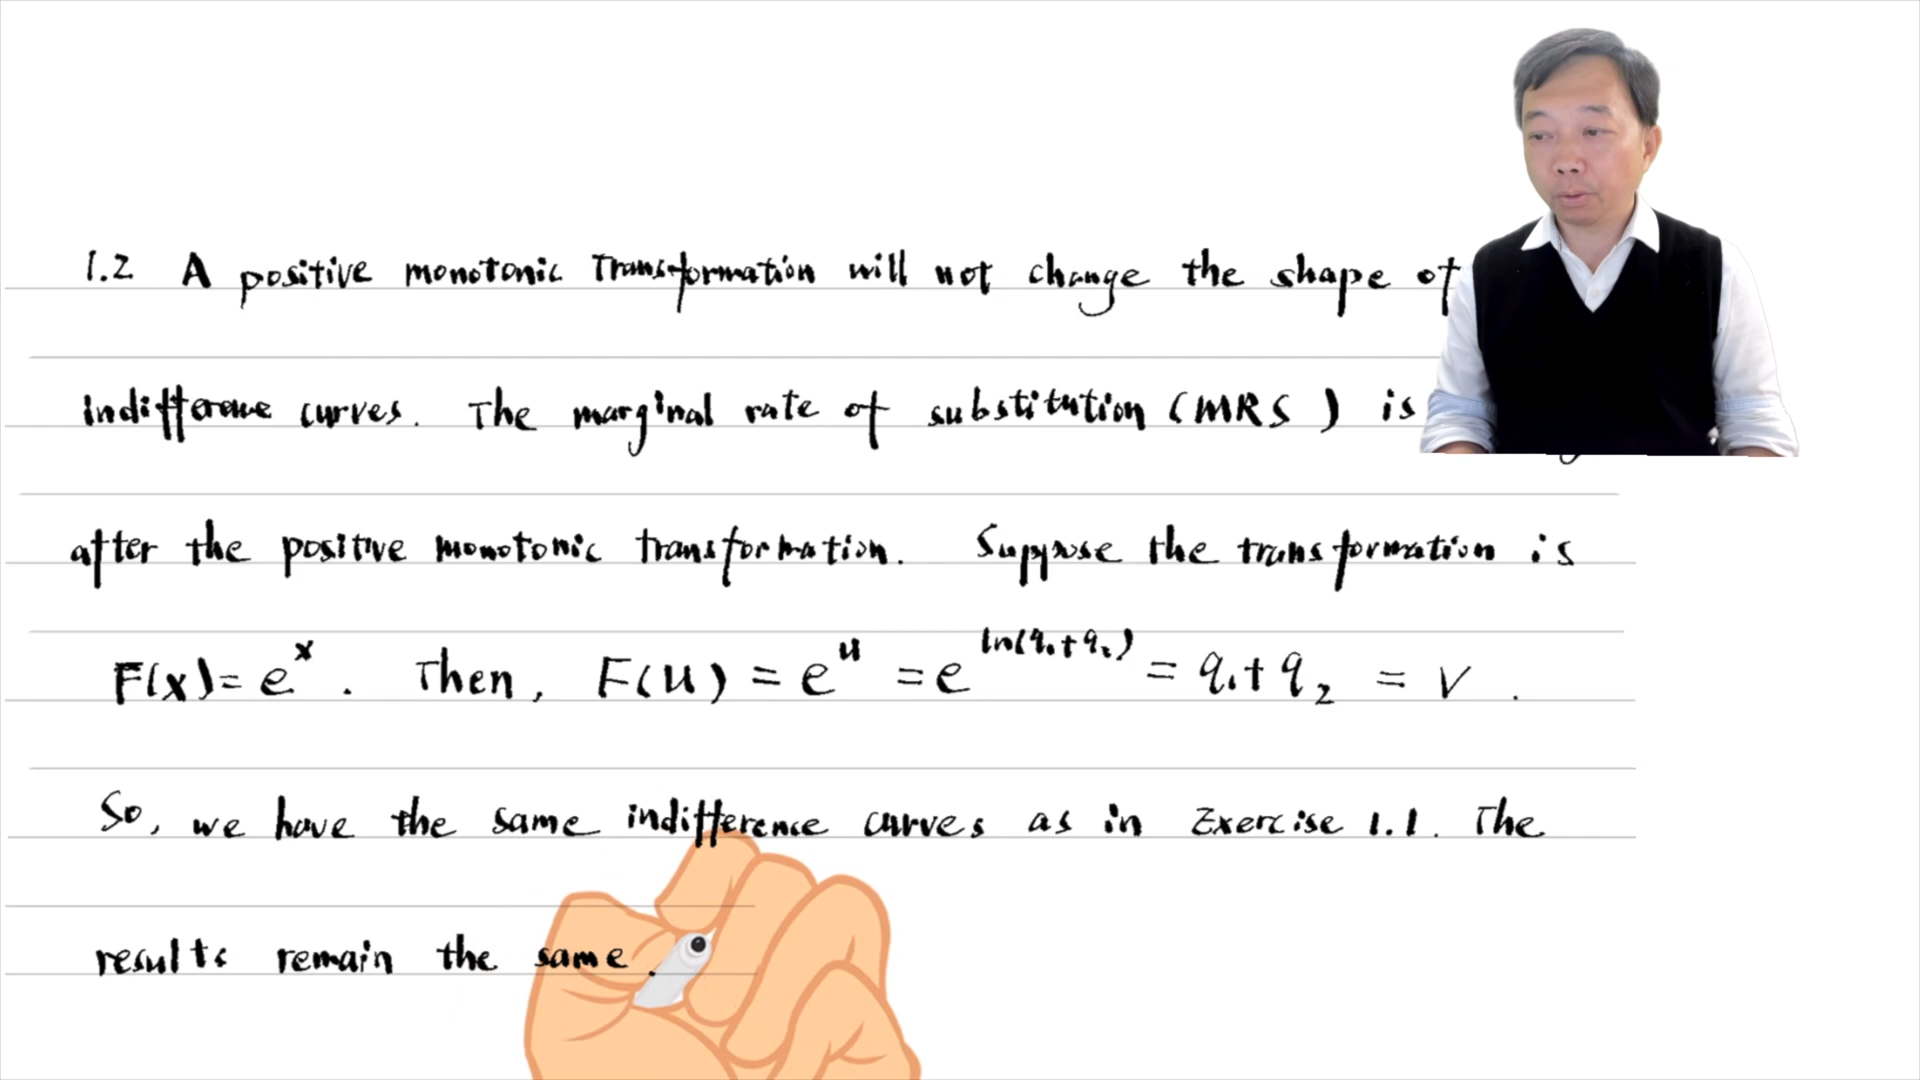 1.2 A positive monotonic Transformation will not change the shape of
indifference curves. The marginal rate of substitution (MRS) is
after the positive monotonic transformation. Suppose the transformation is
F(x) = e^x. Then, F(u) = e^u = e^ln(q₁+q₂) = q₁+q₂ = V.
So, we have the same indifference curves as in Exercise 1.1. The
results remain the same.